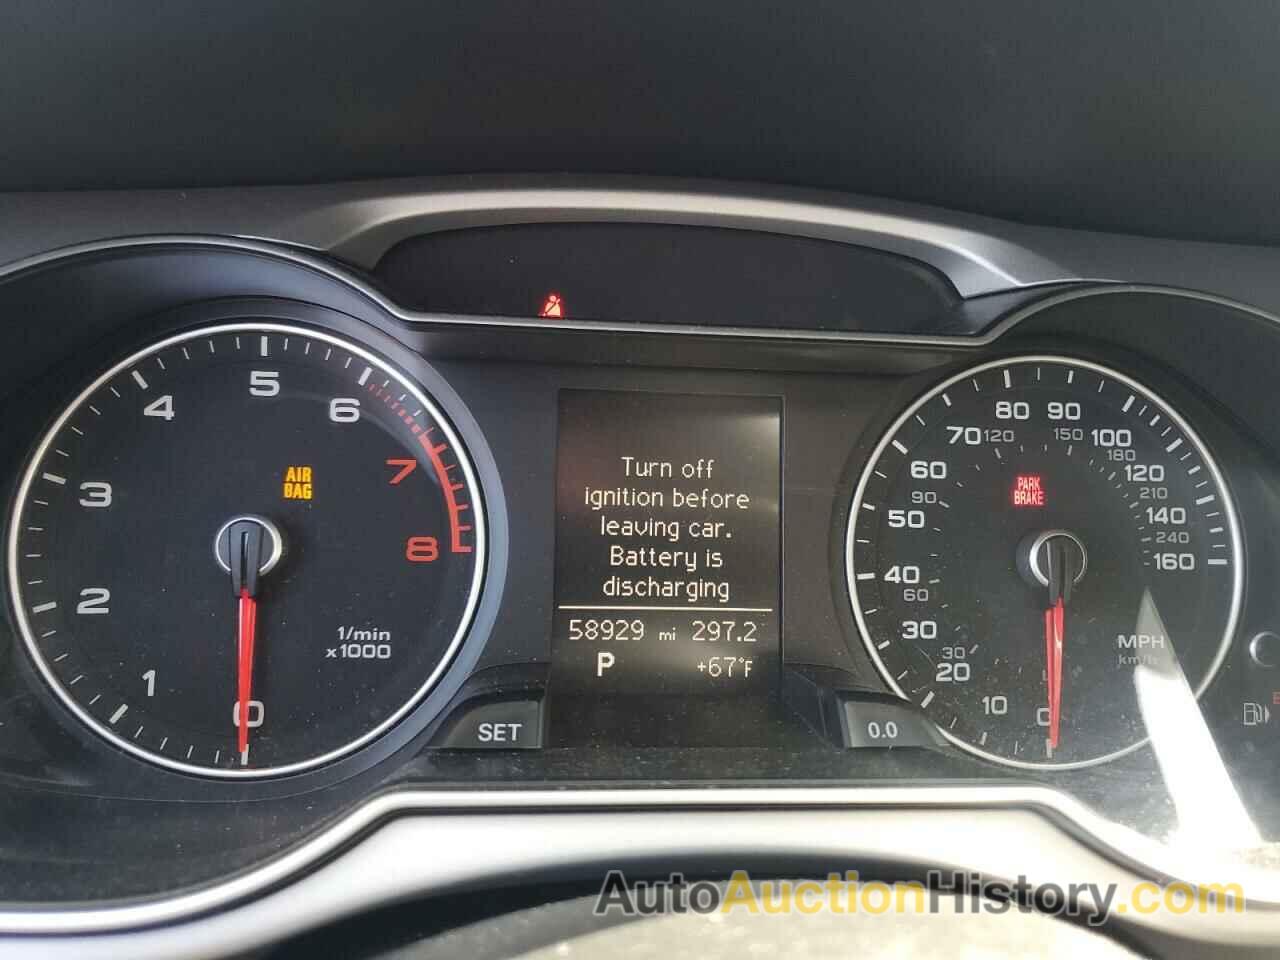 5
4
6
3
7
AIR
BAG
8
2
1/min
x1000
1
0
SET
Turn off
ignition before
leaving car.
Battery is
discharging
58929 mi 297.2
P +67°F
0.0
80 90
70 120 150 100
60 180 120
90 210
50 140
240
40 160
60
30
30
20
10
0
PARK
BRAKE
MPH
km/h
AutoAuctionHistory.com